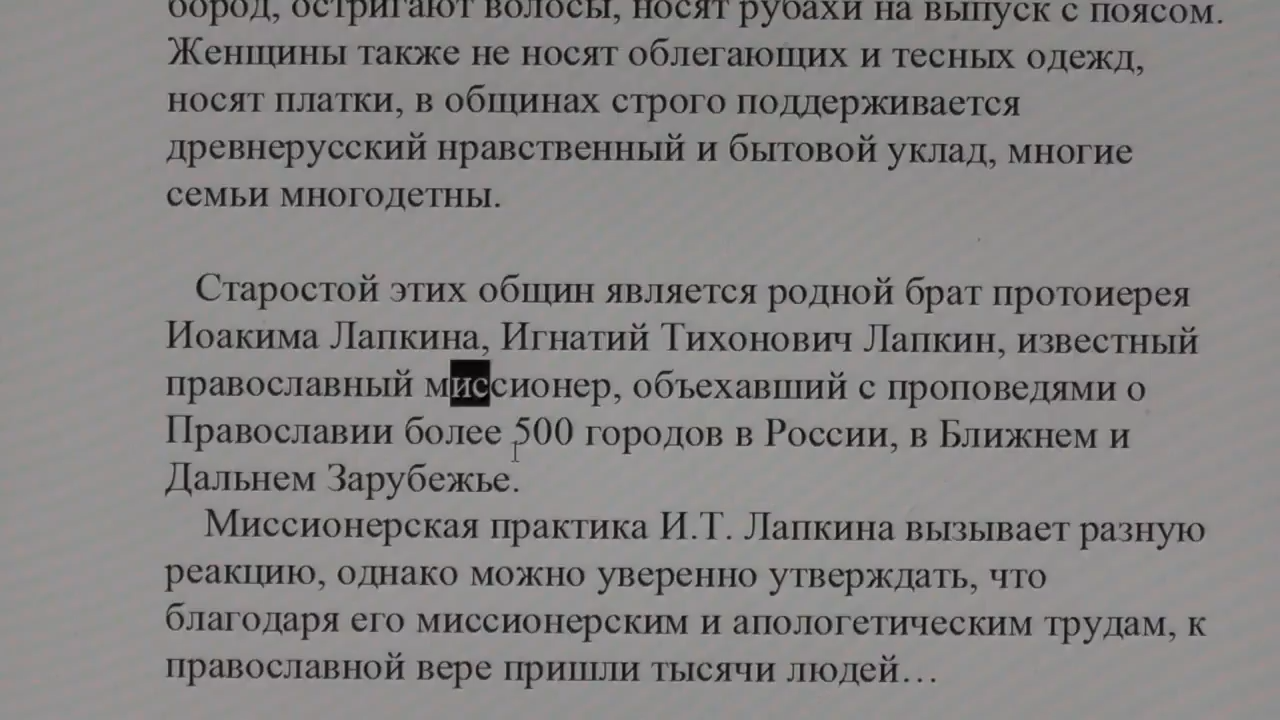 бород, остригают волосы, носят рубахи на выпуск с поясом.
Женщины также не носят облегающих и тесных одежд,
носят платки, в общинах строго поддерживается
древнерусский нравственный и бытовой уклад, многие
семьи многодетны.
Старостой этих общин является родной брат протоиерея
Иоакима Лапкина, Игнатий Тихонович Лапкин, известный
православный миссионер, объехавший с проповедями о
Православии более 500 городов в России, в Ближнем и
Дальнем Зарубежье.
Миссионерская практика И.Т. Лапкина вызывает разную
реакцию, однако можно уверенно утверждать, что
благодаря его миссионерским и апологетическим трудам, к
православной вере пришли тысячи людей…